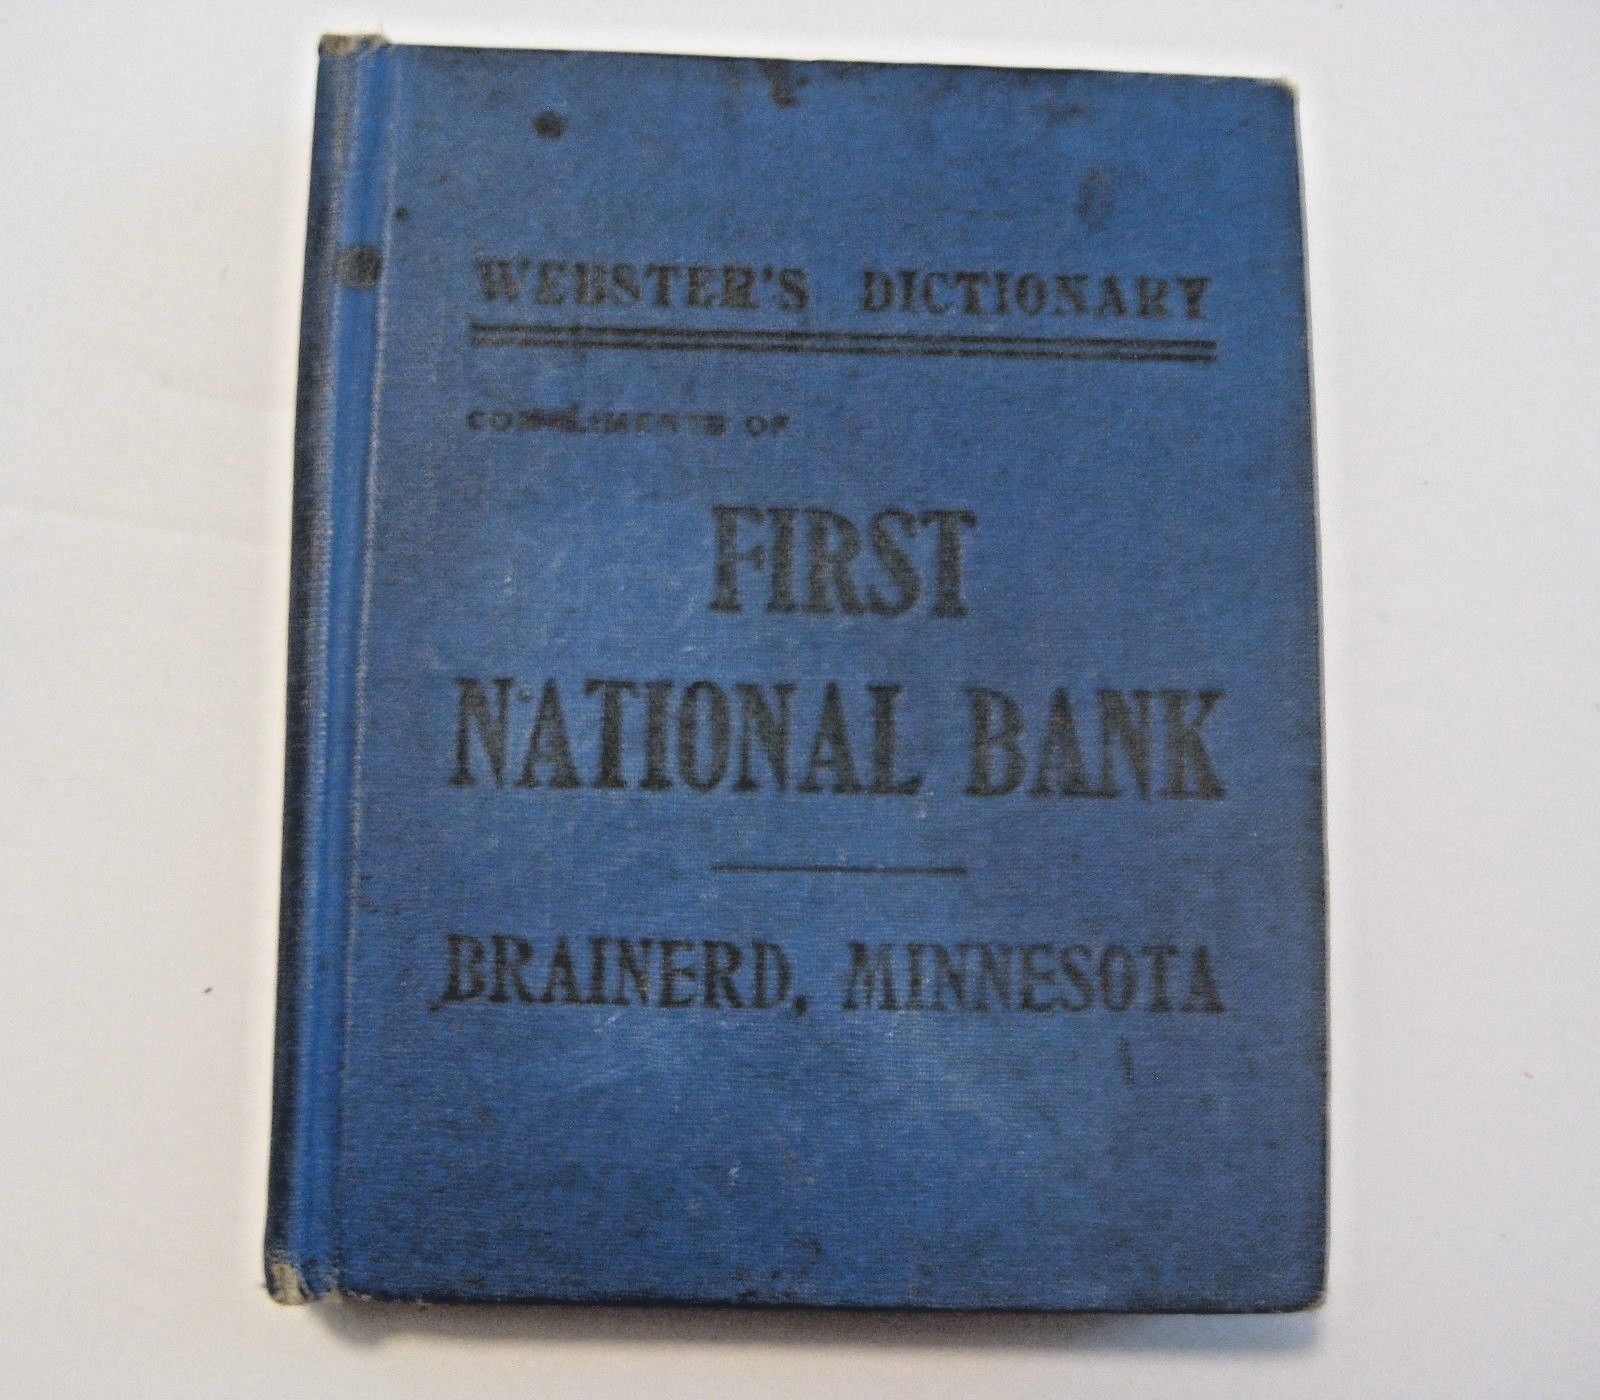 WEBSTER'S DICTIONARY
COMPLIMENTS OF
FIRST
NATIONAL BANK
BRAINERD, MINNESOTA